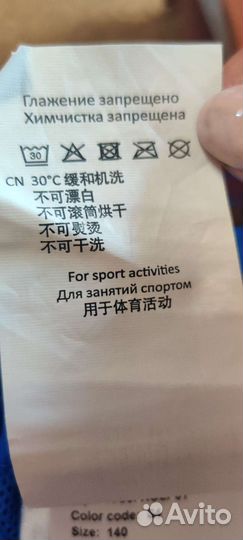 Глажение запрещено
Химчистка запрещена
30
CN 30°C 缓和机洗
不可漂白
不可滚筒烘干
不可熨烫
不可干洗
For sport activities
Для занятий спортом
用于体育活动
Color code:
Size: 140
Avito